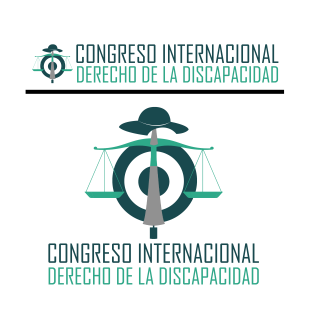 CONGRESO INTERNACIONAL
DERECHO DE LA DISCAPACIDAD
CONGRESO INTERNACIONAL
DERECHO DE LA DISCAPACIDAD